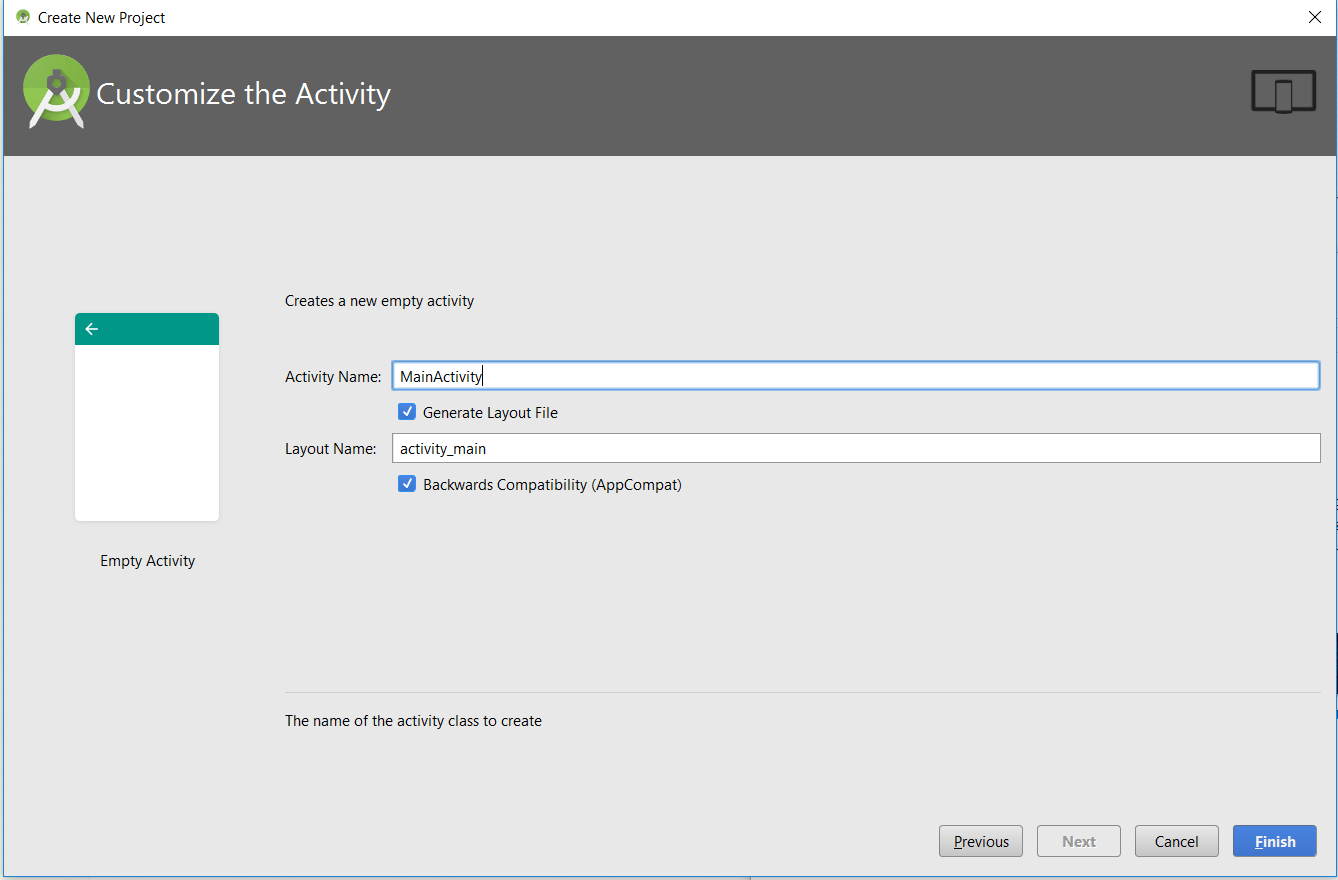 Create New Project
Customize the Activity
Creates a new empty activity
Activity Name: MainActivity
Generate Layout File
Layout Name: activity_main
Backwards Compatibility (AppCompat)
Empty Activity
The name of the activity class to create
Previous Next Cancel Finish